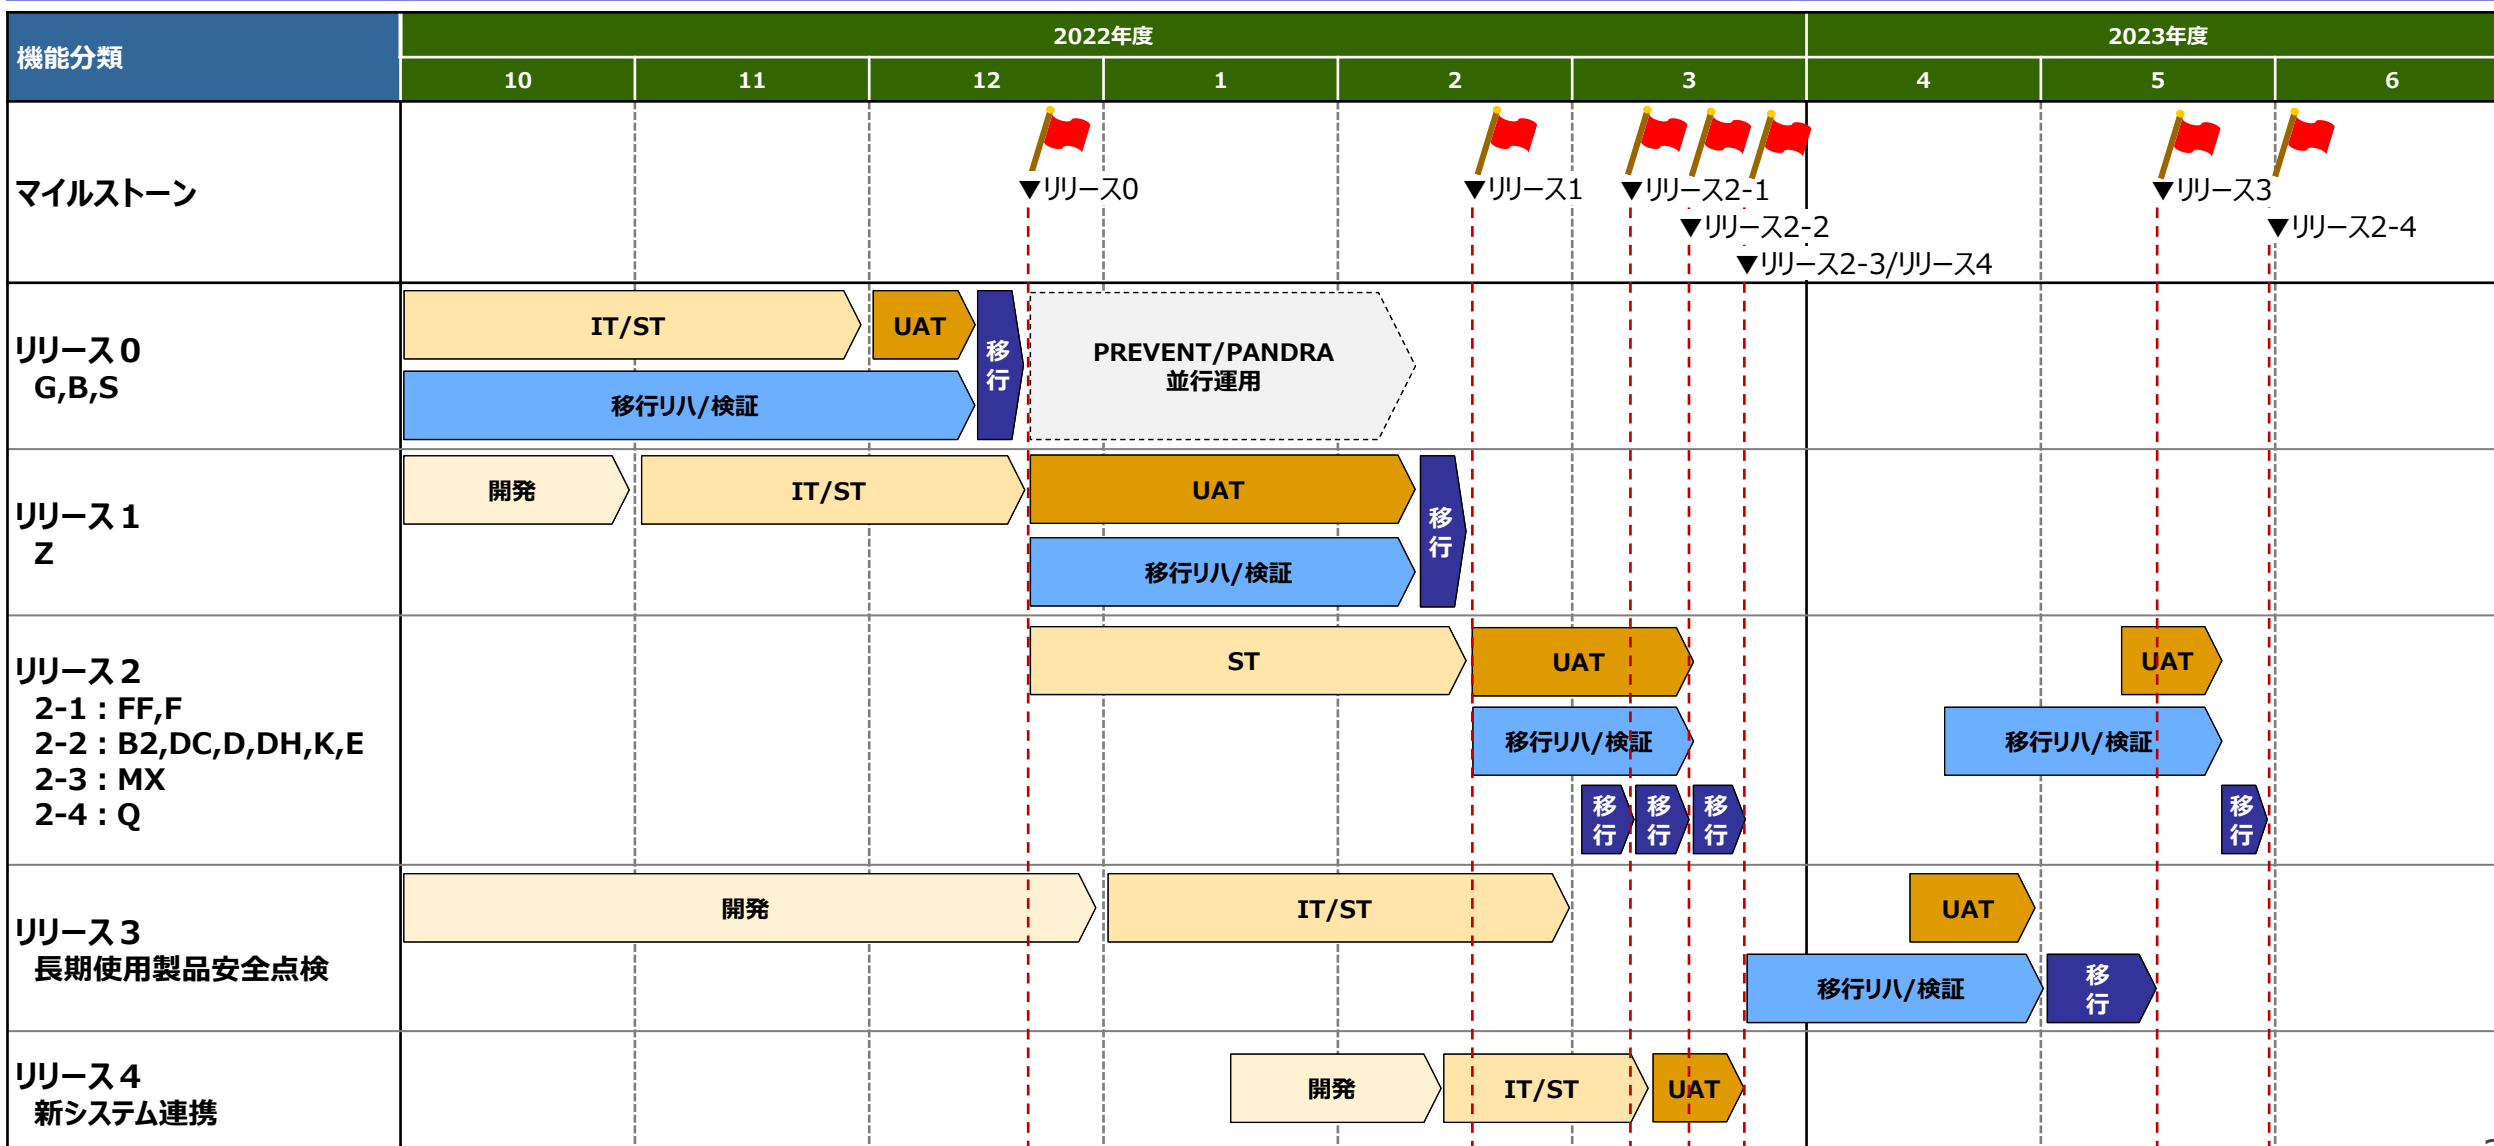 機能分類
2022年度
2023年度
10
11
12
1
2
3
4
5
6
マイルストーン
▼リリース0
▼リリース1
▼リリース2-1
▼リリース3
▼リリース2-2
▼リリース2-4
▼リリース2-3/リリース4
リリース0
G,B,S
IT/ST
UAT
移行リハ/検証
移
行
PREVENT/PANDRA
並行運用
リリース1
Z
開発
IT/ST
UAT
移行リハ/検証
移
行
リリース2
2-1:FF,F
2-2:B2,DC,D,DH,K,E
2-3:MX
2-4:Q
ST
UAT
UAT
移行リハ/検証
移行リハ/検証
移
行
移
行
移
行
移
行
リリース3
長期使用製品安全点検
開発
IT/ST
UAT
移行リハ/検証
移
行
リリース4
新システム連携
開発
IT/ST
UAT